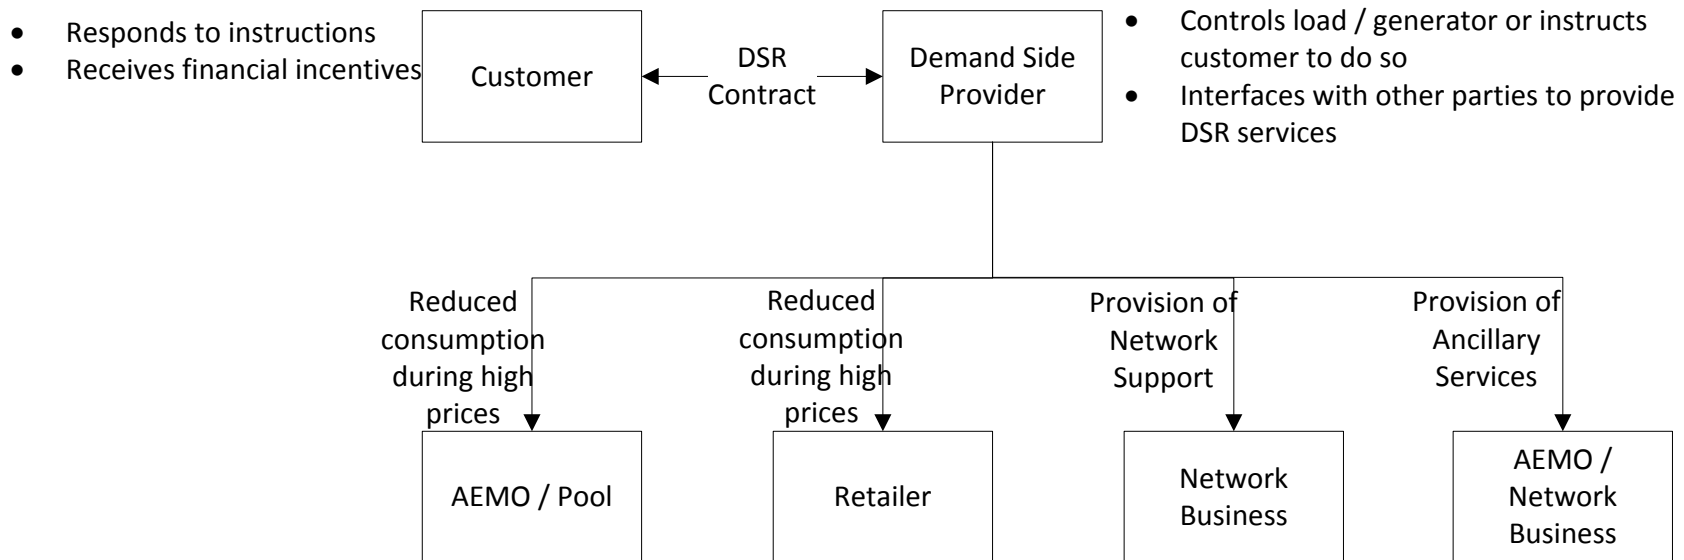 • Responds to instructions
• Receives financial incentives
Customer
DSR
Contract
Demand Side
Provider
• Controls load / generator or instructs
customer to do so
• Interfaces with other parties to provide
DSR services
Reduced
consumption
during high
prices
Reduced
consumption
during high
prices
Provision of
Network
Support
Provision of
Ancillary
Services
AEMO / Pool
Retailer
Network
Business
AEMO /
Network
Business